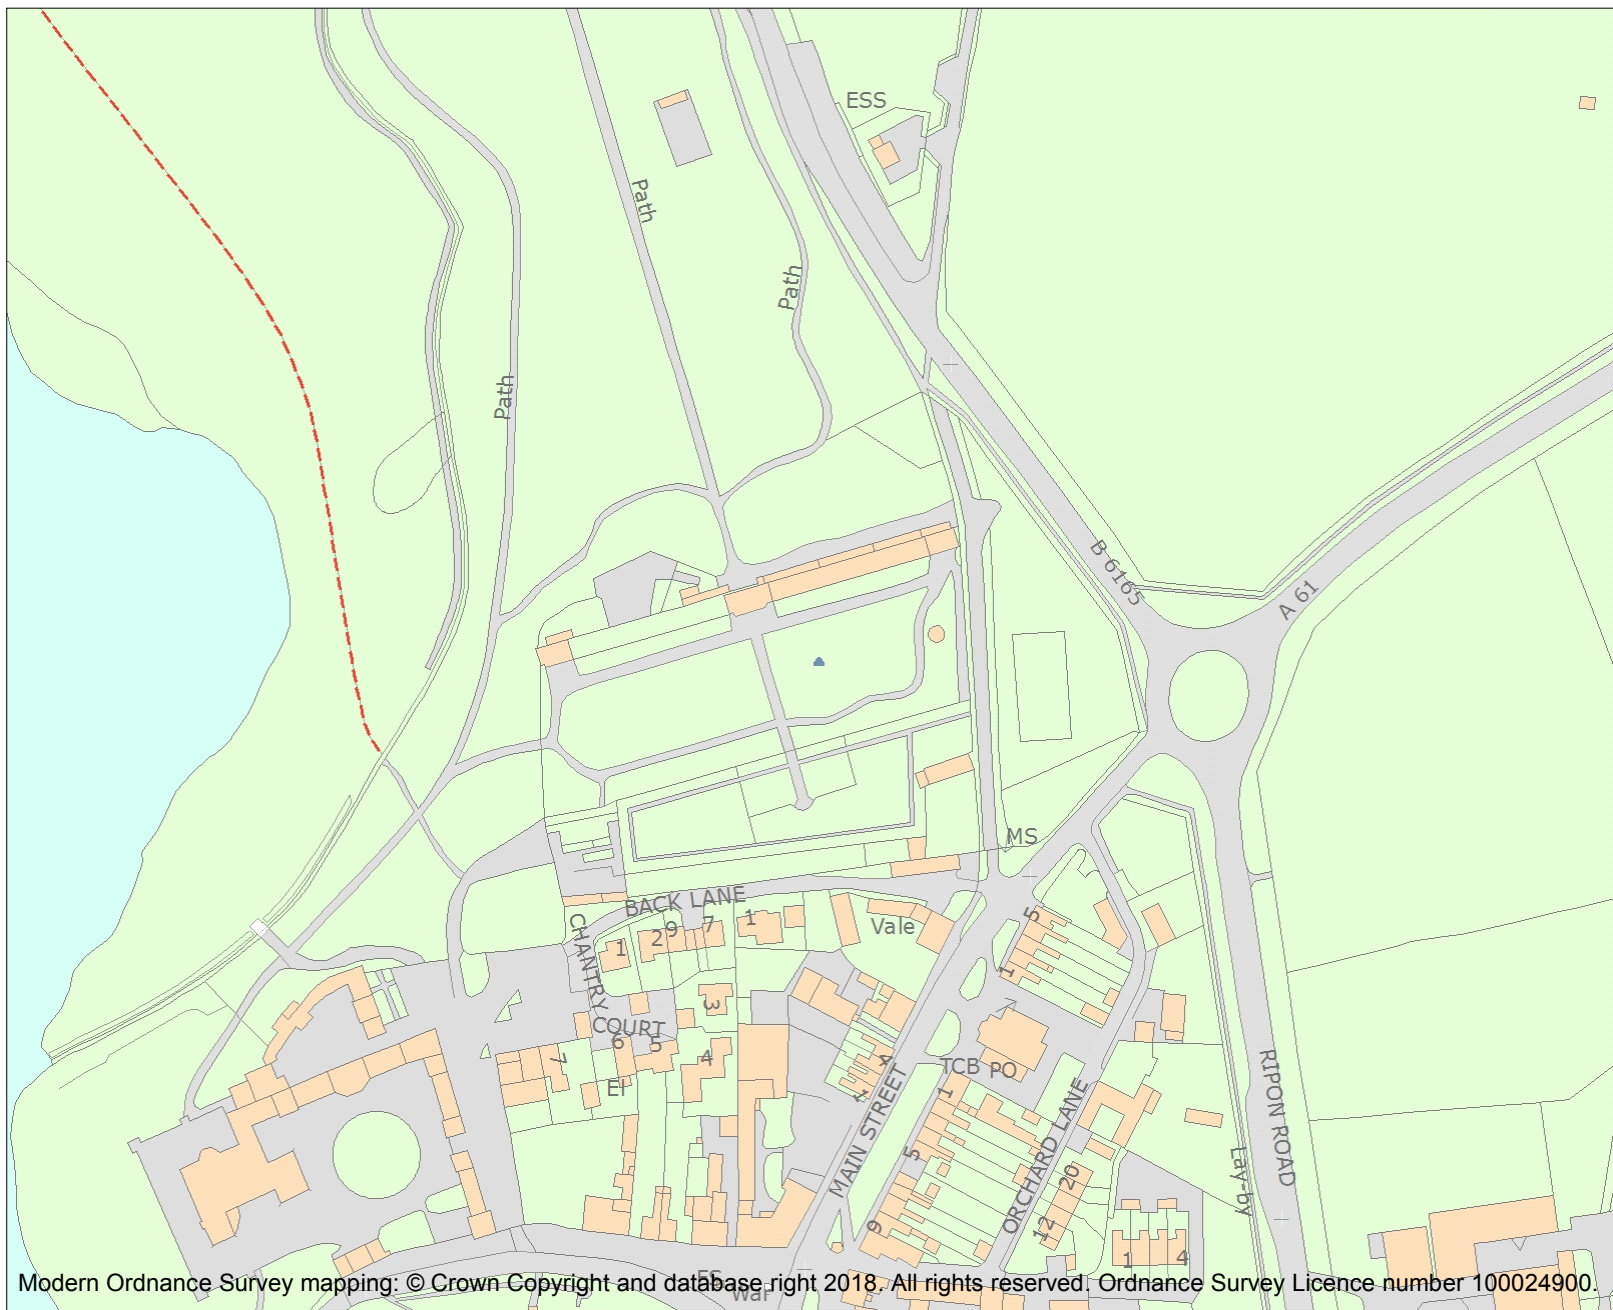 ESS
Path
Path
Path
B 6165
A 61
MS
BACK LANE
CHANTRY
Vale
5
1
2
9
7
1
1
3
COURT
6
5
4
7
El
TCB
PO
4
1
1
5
9
MAIN STREET
ORCHARD LANE
20
12
RIPON ROAD
Lay-by
1
4
ES
WaP
Modern Ordnance Survey mapping: © Crown Copyright and database right 2018. All rights reserved. Ordnance Survey Licence number 100024900.